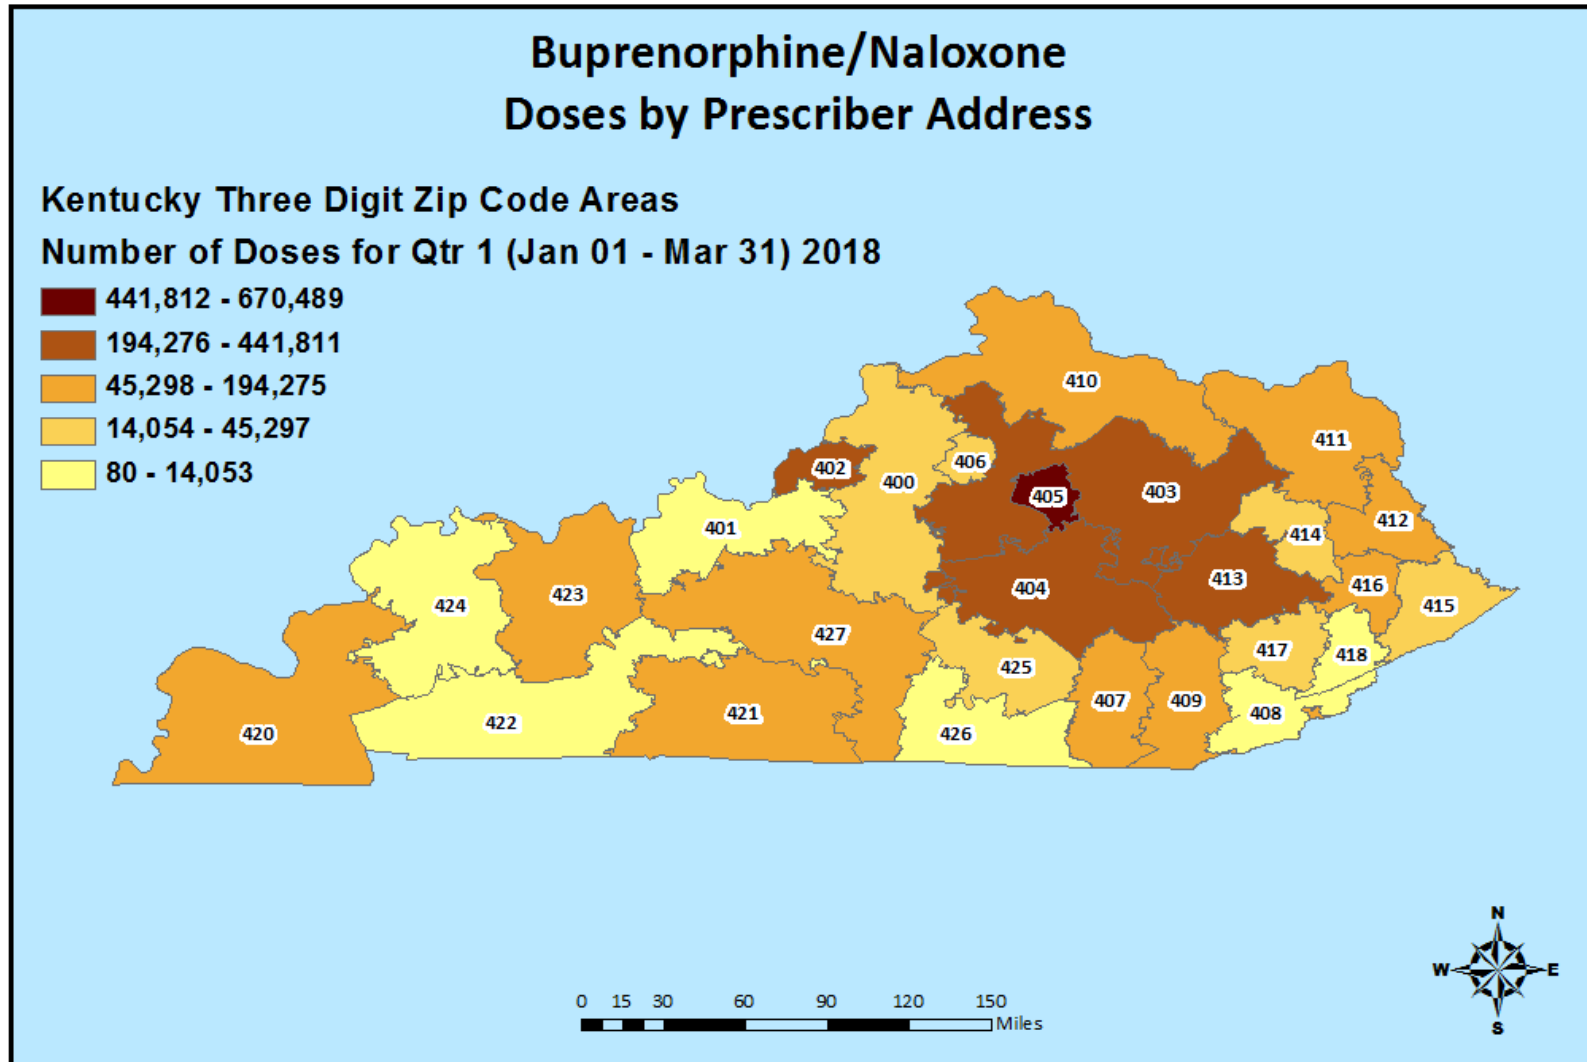 Buprenorphine/Naloxone
Doses by Prescriber Address
Kentucky Three Digit Zip Code Areas
Number of Doses for Qtr 1 (Jan 01 - Mar 31) 2018
441,812 - 670,489
194,276 - 441,811
45,298 - 194,275
14,054 - 45,297
80 - 14,053
410
411
402
406
400
405
403
401
412
414
424
423
404
413
416
415
427
425
417
418
420
422
421
426
407
409
408
N
W E
S
0 15 30 60 90 120 150
Miles